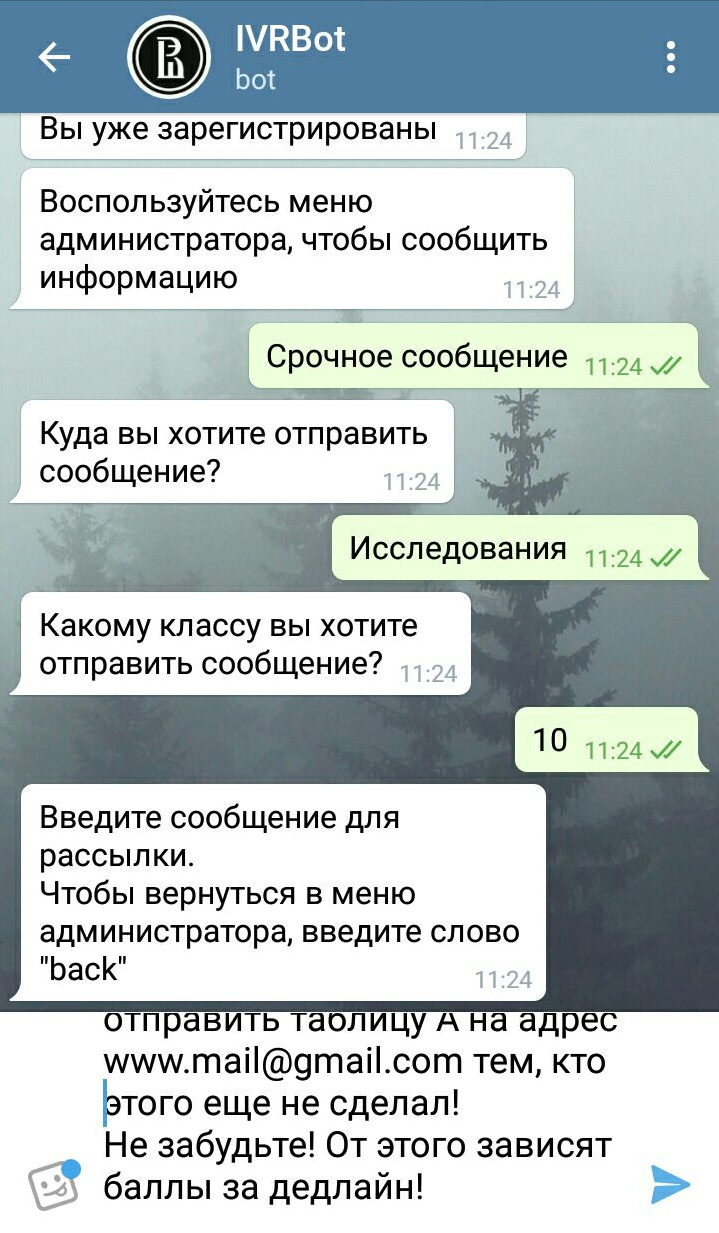 IVRBot
bot
Вы уже зарегистрированы 11:24
Воспользуйтесь меню
администратора, чтобы сообщить
информацию 11:24
Срочное сообщение 11:24
Куда вы хотите отправить
сообщение? 11:24
Исследования 11:24
Какому классу вы хотите
отправить сообщение? 11:24
10 11:24
Введите сообщение для
рассылки.
Чтобы вернуться в меню
администратора, введите слово
"back" 11:24
отправить таблицу А на адрес
www.mail@gmail.com тем, кто
этого еще не сделал!
Не забудьте! От этого зависят
баллы за дедлайн!